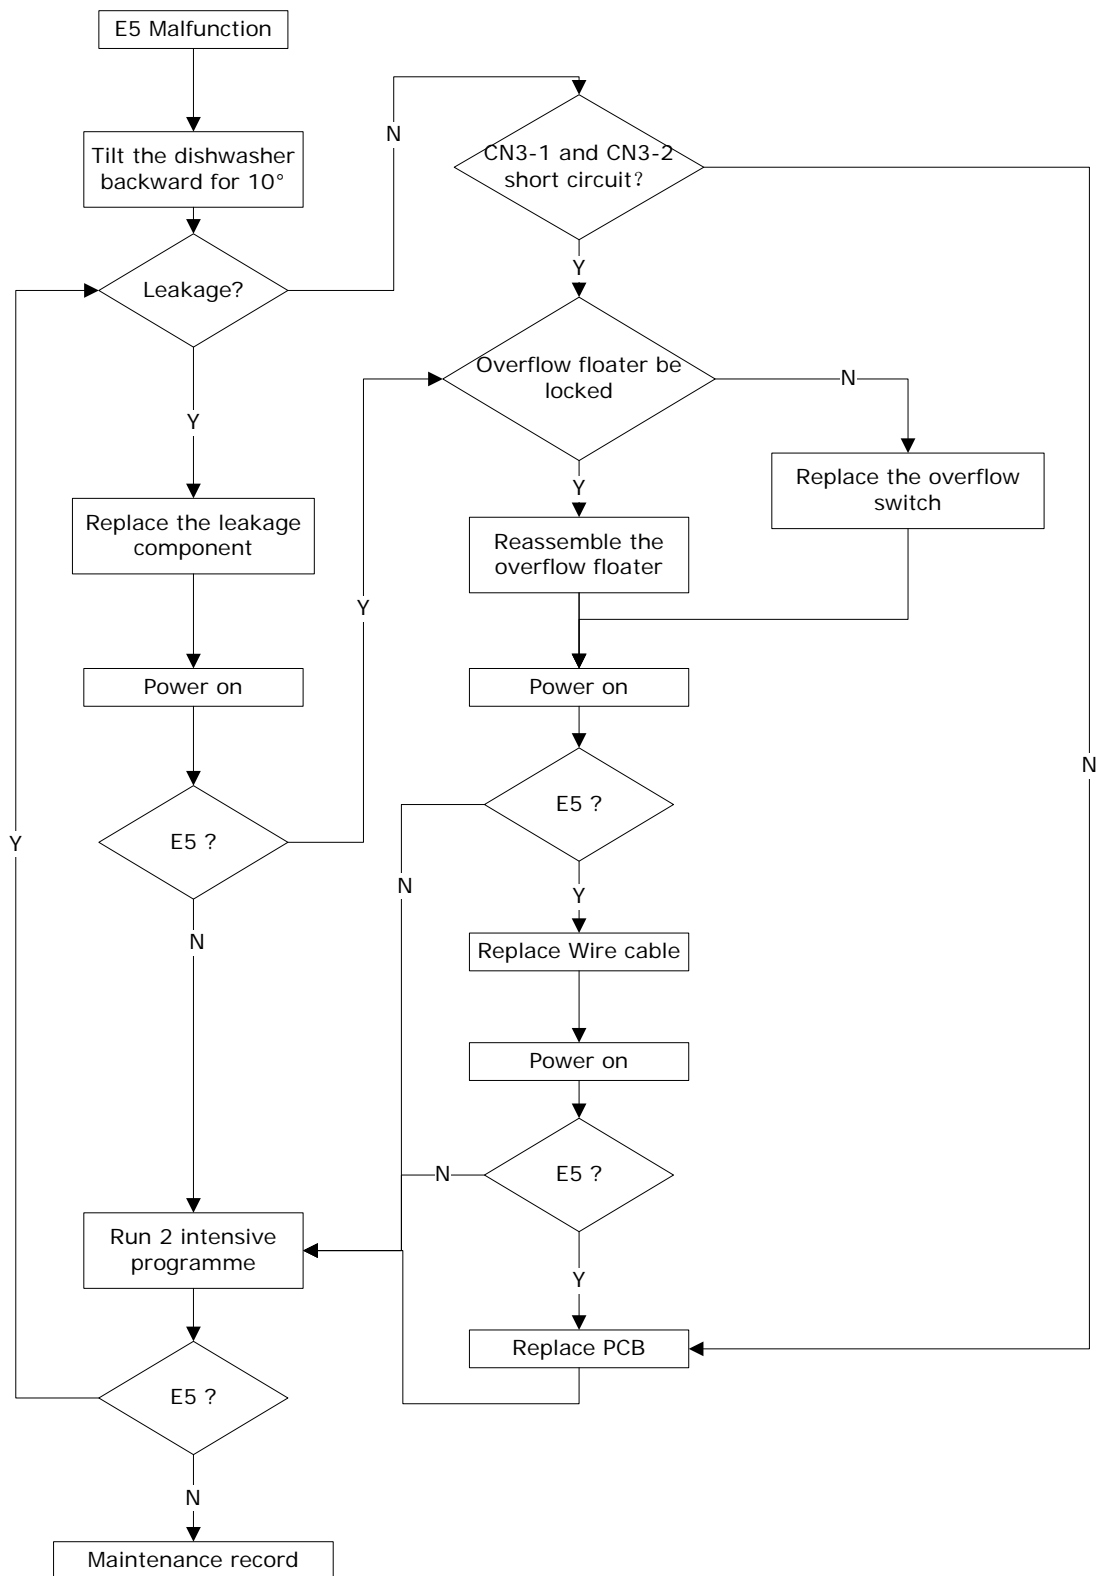 E5 Malfunction
Tilt the dishwasher
backward for 10°
Leakage?
Y
Replace the leakage
component
Power on
E5 ?
N
Run 2 intensive
programme
E5 ?
N
Maintenance record
Y
N
Y
CN3-1 and CN3-2
short circuit?
Y
Overflow floater be
locked
N
Replace the overflow
switch
Y
Reassemble the
overflow floater
Power on
E5 ?
N
Y
Replace Wire cable
Power on
E5 ?
N
Y
Replace PCB
N